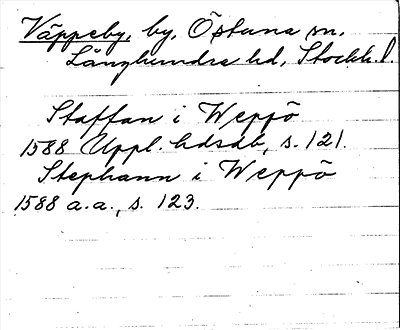 Väppeby, by, Östuna sn.
Långhundra hd, Stockh. l.
Staffan i Weppö
1588 Uppl. hdsdb, s. 121.
Stephann i Weppö
1588 a.a., s. 123.